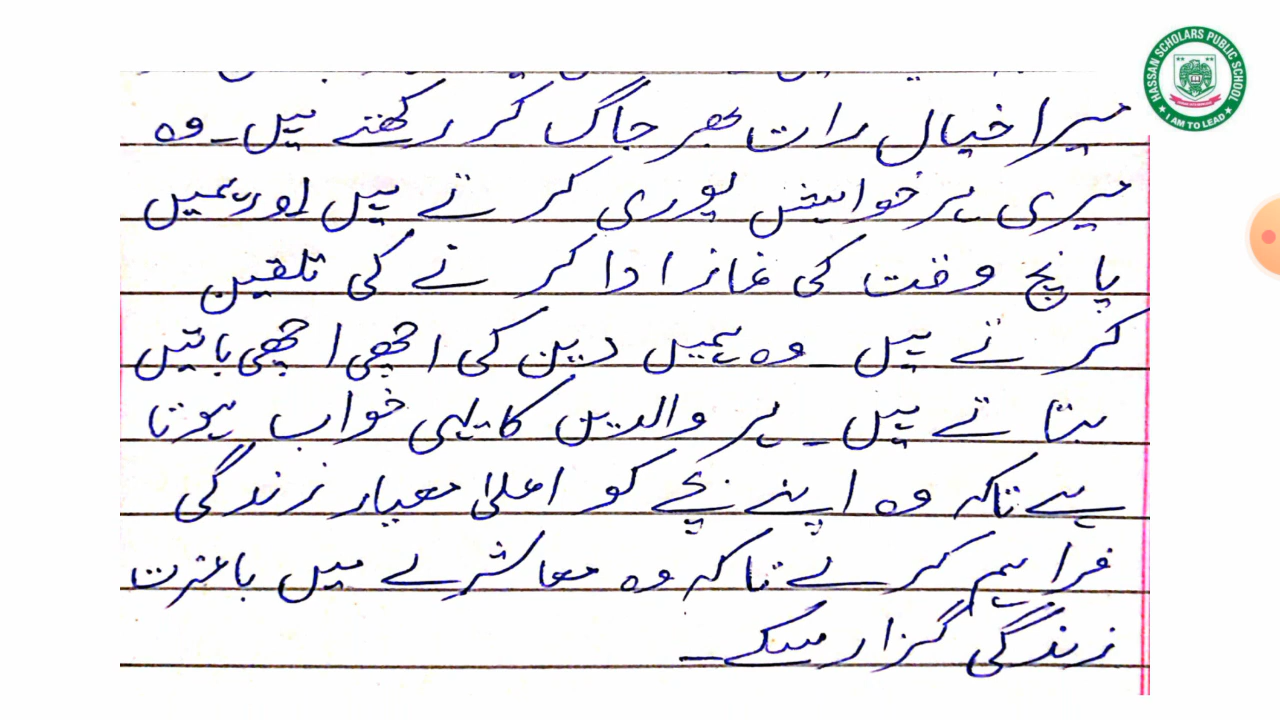 HASSAN SCHOLARS PUBLIC SCHOOL
I AM TO LEAD
میرا خیال رات بھر جاگ کر رکھتے ہیں۔ وہ
میری ہر خواہش پوری کرتے ہیں اور ہمیں
پانچ وقت کی نماز ادا کرنے کی تلقین
کرتے ہیں۔ وہ ہمیں دین کی اچھی اچھی باتیں
بتاتے ہیں۔ ہر والدین کا یہی خواب ہوتا
ہے تاکہ وہ اپنے بچے کو اعلیٰ معیار زندگی
فراہم کرے تاکہ وہ معاشرے میں باعزت
زندگی گزار سکے۔